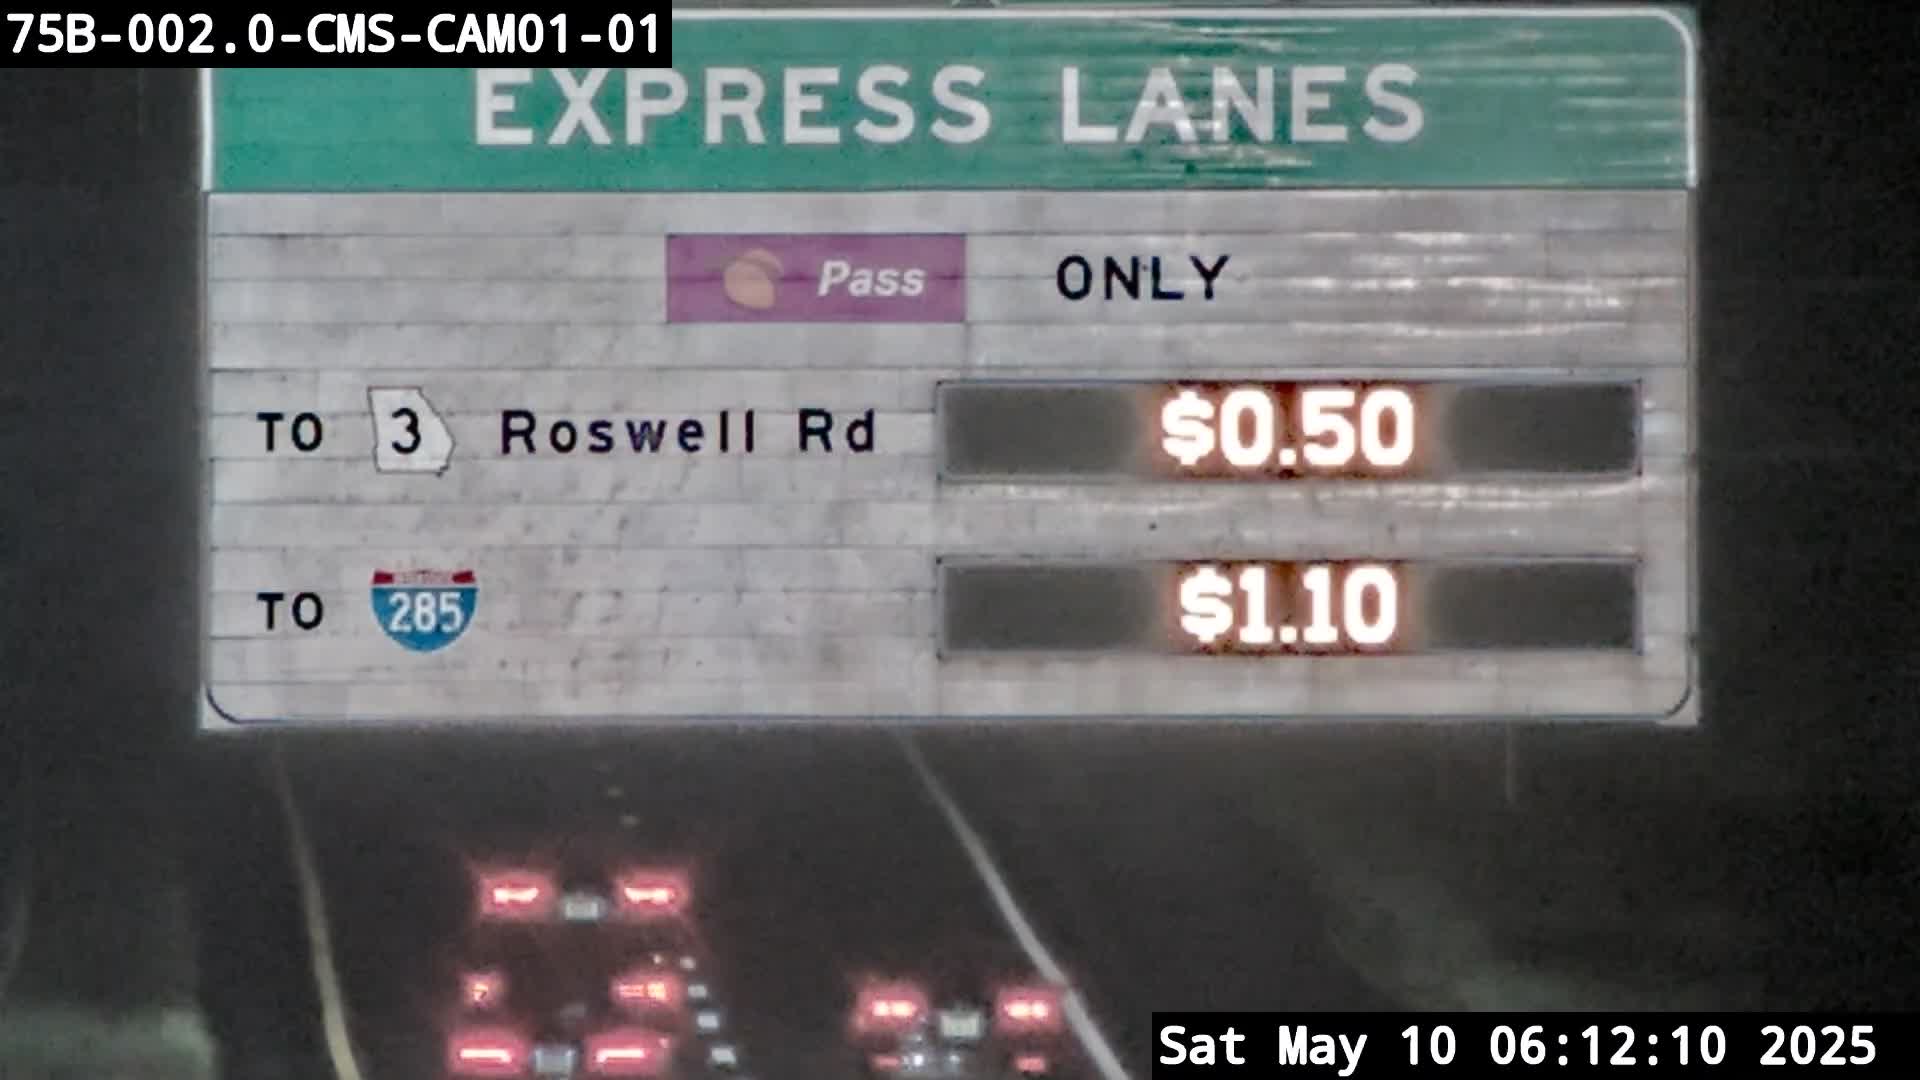 75B-002.0-CMS-CAM01-01
EXPRESS LANES
Pass ONLY
TO 3 Roswell Rd $0.50
TO 285 $1.10
Sat May 10 06:12:10 2025